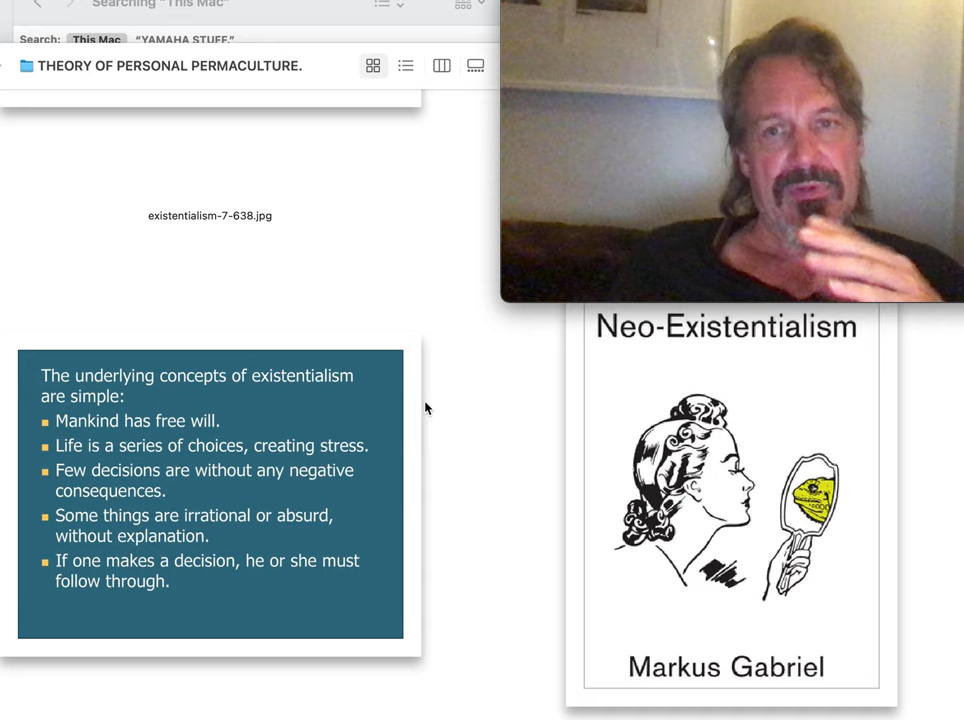 Searching "This Mac"
Search: This Mac "YAMAHA STUFF."
THEORY OF PERSONAL PERMACULTURE.
existentialism-7-638.jpg
The underlying concepts of existentialism
are simple:
Mankind has free will.
Life is a series of choices, creating stress.
Few decisions are without any negative
consequences.
Some things are irrational or absurd,
without explanation.
If one makes a decision, he or she must
follow through.
Neo-Existentialism
Markus Gabriel